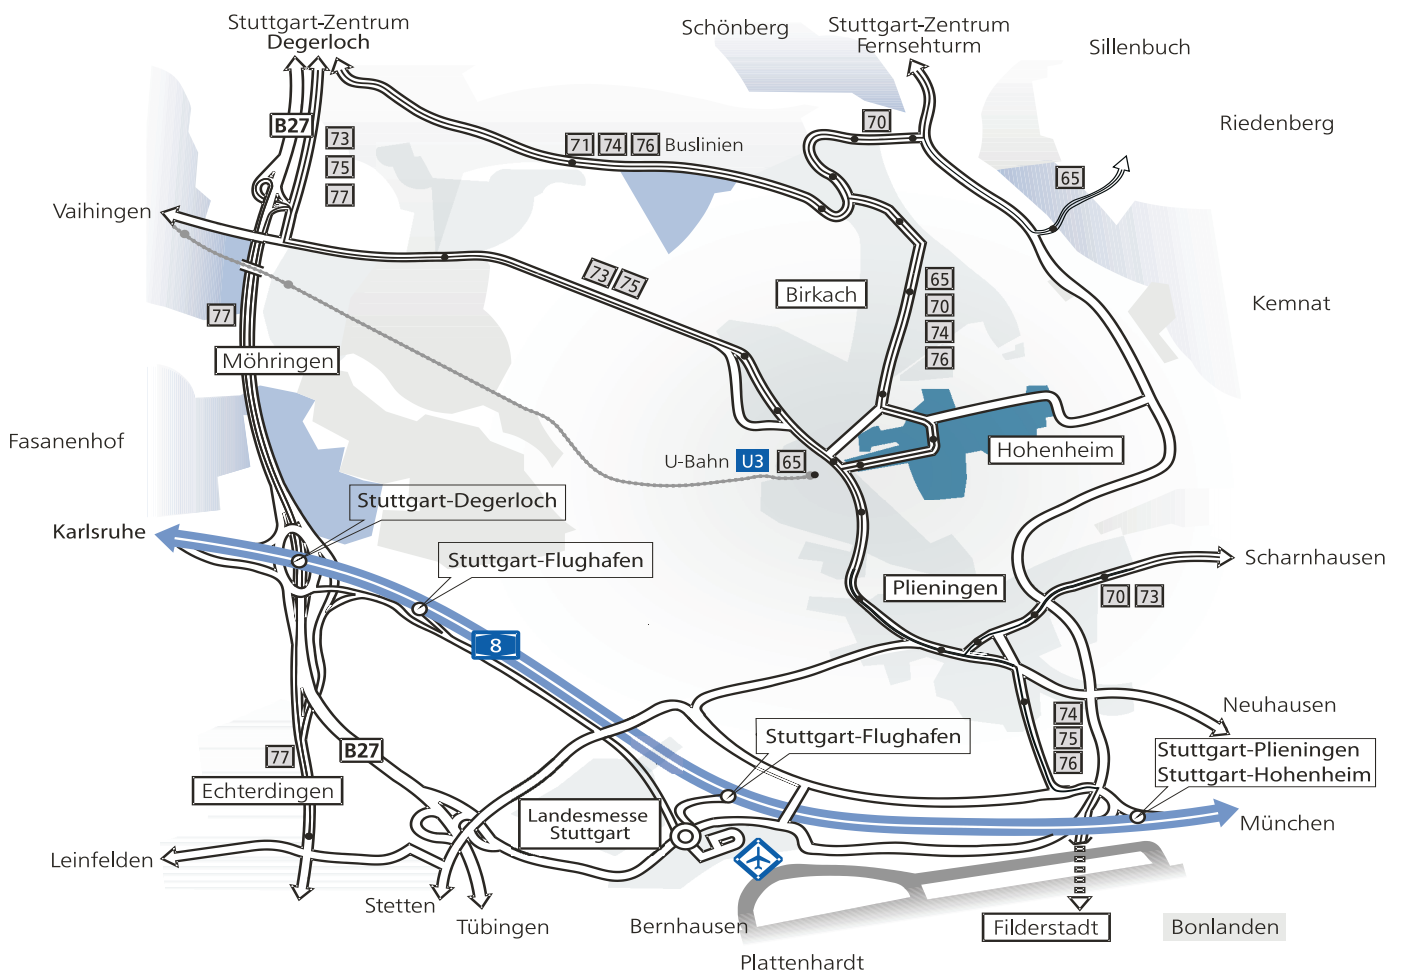 Stuttgart-Zentrum
Degerloch
Schönberg
Stuttgart-Zentrum
Fernsehturm
Sillenbuch
B27
73
75
77
71 74 76 Buslinien
70
Riedenberg
65
Vaihingen
73 75
Birkach
65
70
74
76
Kemnat
77
Möhringen
Fasanenhof
U-Bahn U3 65
Hohenheim
Stuttgart-Degerloch
Karlsruhe
Stuttgart-Flughafen
Scharnhausen
Plieningen
70 73
8
Neuhausen
74
75
76
Stuttgart-Flughafen
Stuttgart-Plieningen
Stuttgart-Hohenheim
77
B27
Echterdingen
Landesmesse
Stuttgart
München
Leinfelden
Stetten
Tübingen
Bernhausen
Filderstadt
Bonlanden
Plattenhardt